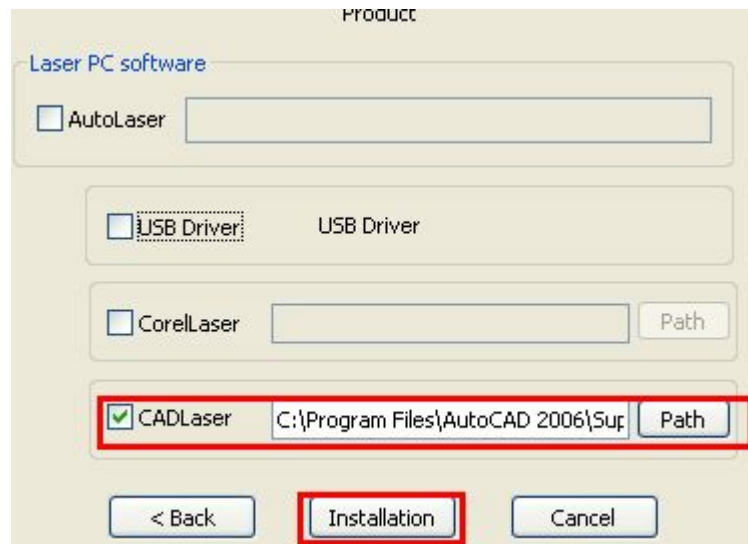 Product
Laser PC software
AutoLaser
USB Driver USB Driver
CorelLaser Path
CADLaser C:\Program Files\AutoCAD 2006\Sup Path
< Back Installation Cancel